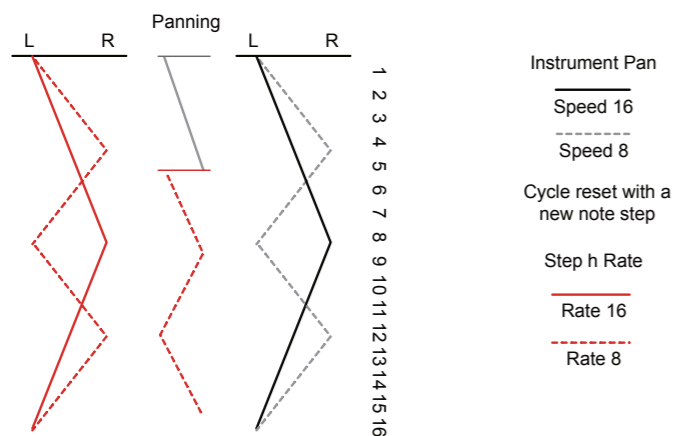 Panning
L R L R
1
2
3
4
5
6
7
8
9
10
11
12
13
14
15
16
Instrument Pan
Speed 16
Speed 8
Cycle reset with a
new note step
Step h Rate
Rate 16
Rate 8